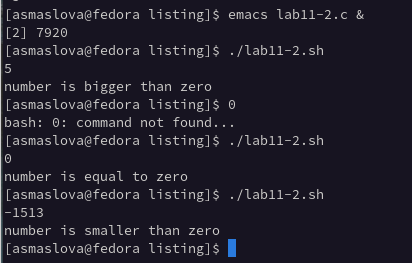 [asmaslova@fedora listing]$ emacs lab11-2.c &
[2] 7920
[asmaslova@fedora listing]$ ./lab11-2.sh
5
number is bigger than zero
[asmaslova@fedora listing]$ 0
bash: 0: command not found...
[asmaslova@fedora listing]$ ./lab11-2.sh
0
number is equal to zero
[asmaslova@fedora listing]$ ./lab11-2.sh
-1513
number is smaller than zero
[asmaslova@fedora listing]$